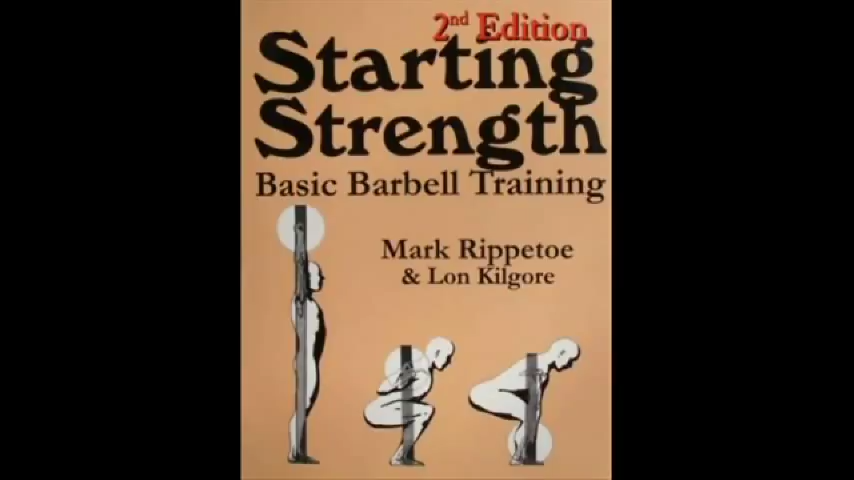 2nd Edition
Starting
Strength
Basic Barbell Training
Mark Rippetoe
& Lon Kilgore